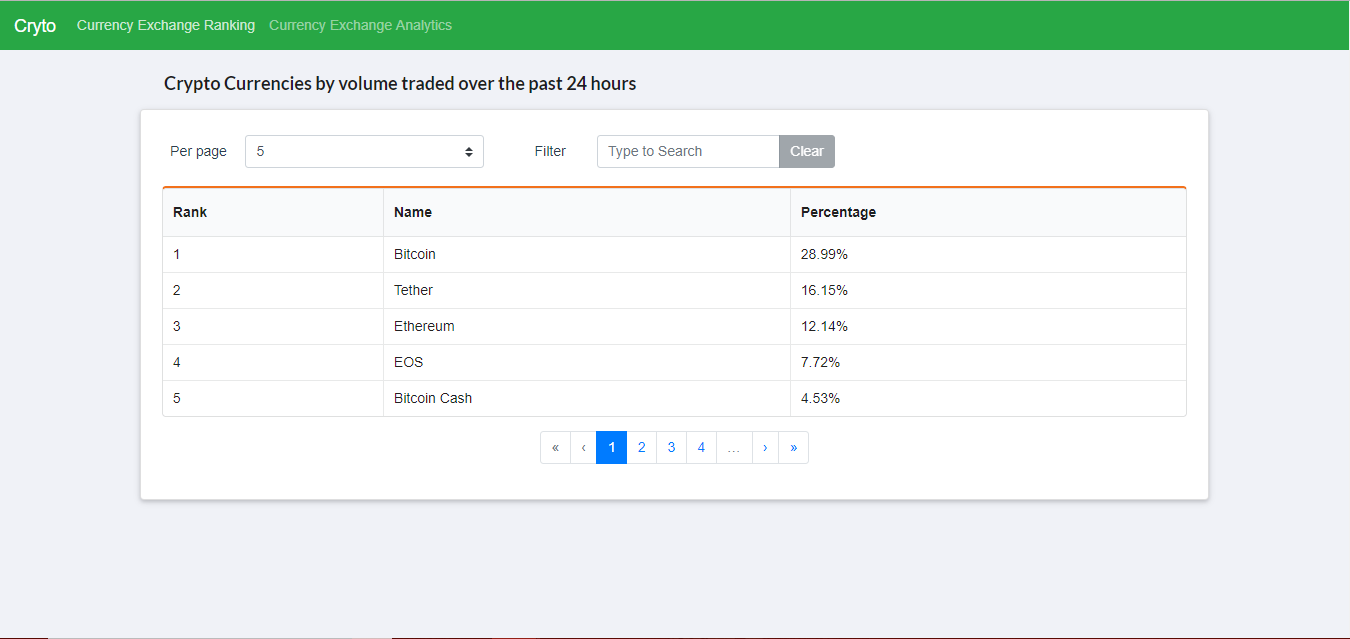 Cryto Currency Exchange Ranking Currency Exchange Analytics
Crypto Currencies by volume traded over the past 24 hours
Per page 5 Filter Type to Search Clear
Rank Name Percentage
1 Bitcoin 28.99%
2 Tether 16.15%
3 Ethereum 12.14%
4 EOS 7.72%
5 Bitcoin Cash 4.53%
« ‹ 1 2 3 4 … › »